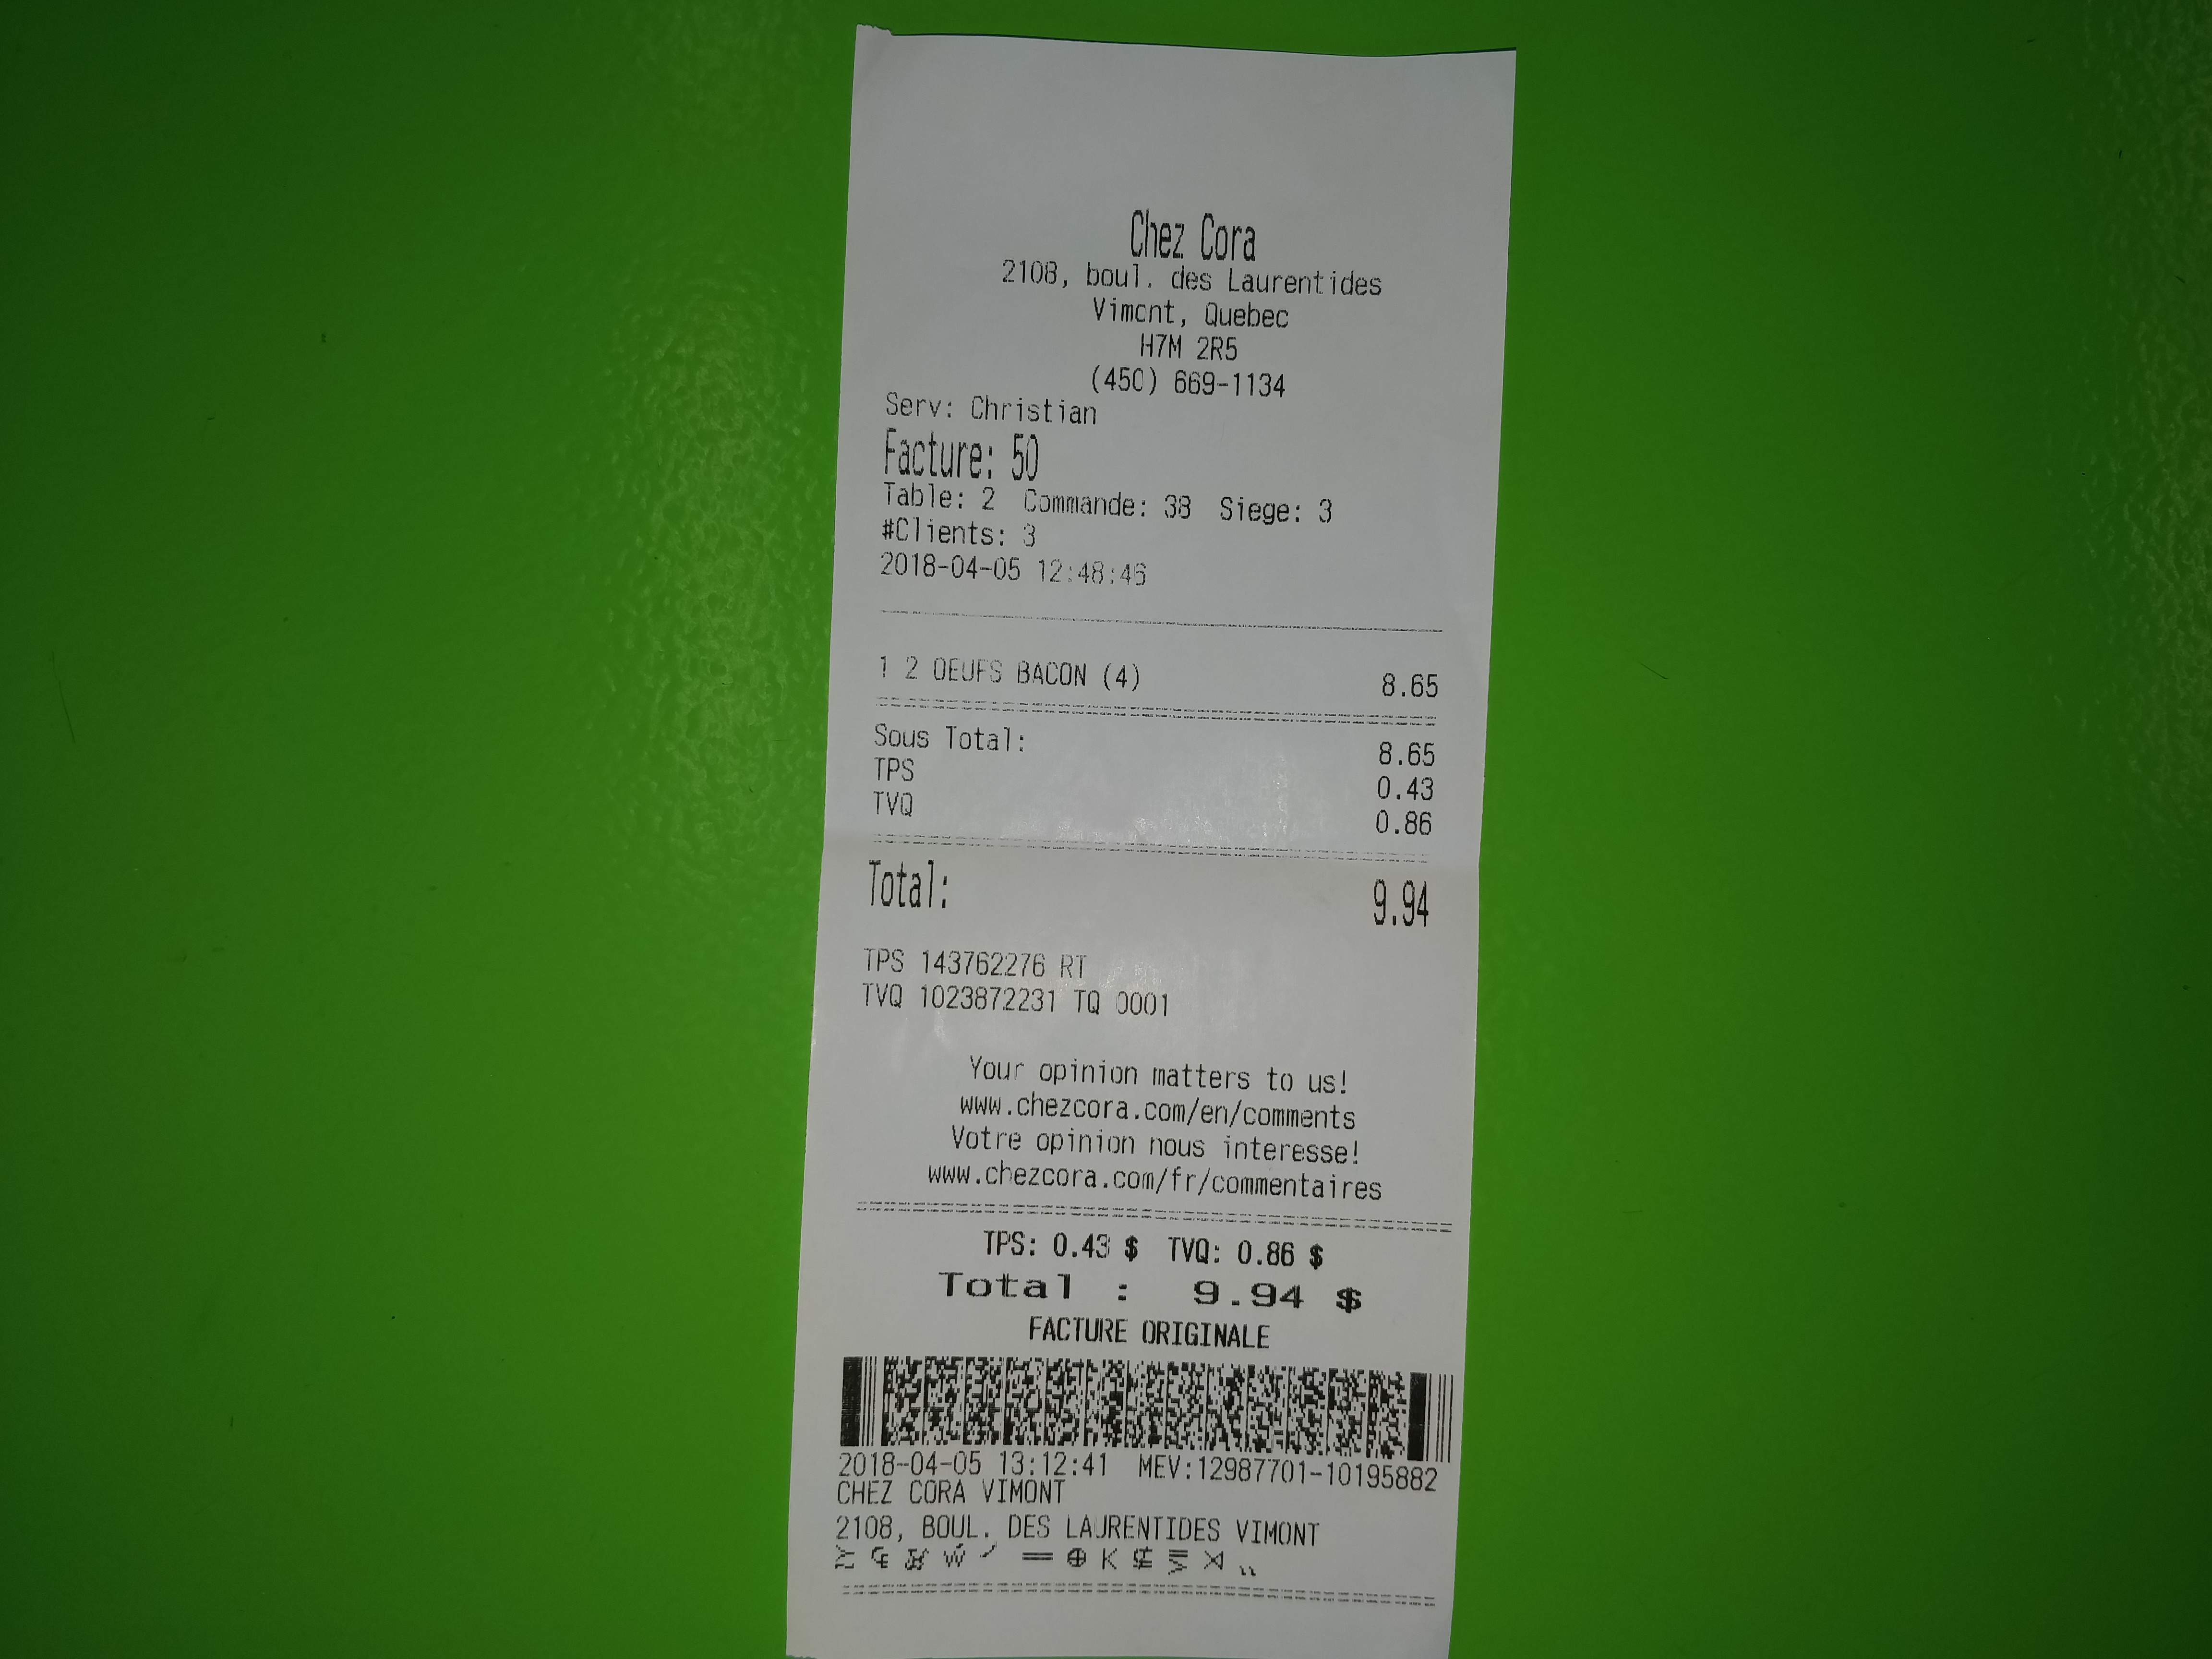 Chez Cora
2108, boul. des Laurentides
Vimont, Quebec
H7M 2R5
(450) 669-1134
Serv: Christian
Facture: 50
Table: 2 Commande: 38 Siege: 3
#Clients: 3
2018-04-05 12:48:46
1 2 OEUFS BACON (4) 8.65
Sous Total: 8.65
TPS 0.43
TVQ 0.86
Total: 9.94
TPS 143762276 RT
TVQ 1023872231 TQ 0001
Your opinion matters to us!
www.chezcora.com/en/comments
Votre opinion nous interesse!
www.chezcora.com/fr/commentaires
TPS: 0.43 $ TVQ: 0.86 $
Total : 9.94 $
FACTURE ORIGINALE
2018-04-05 13:12:41 MEV:12987701-10195882
CHEZ CORA VIMONT
2108, BOUL. DES LAURENTIDES VIMONT